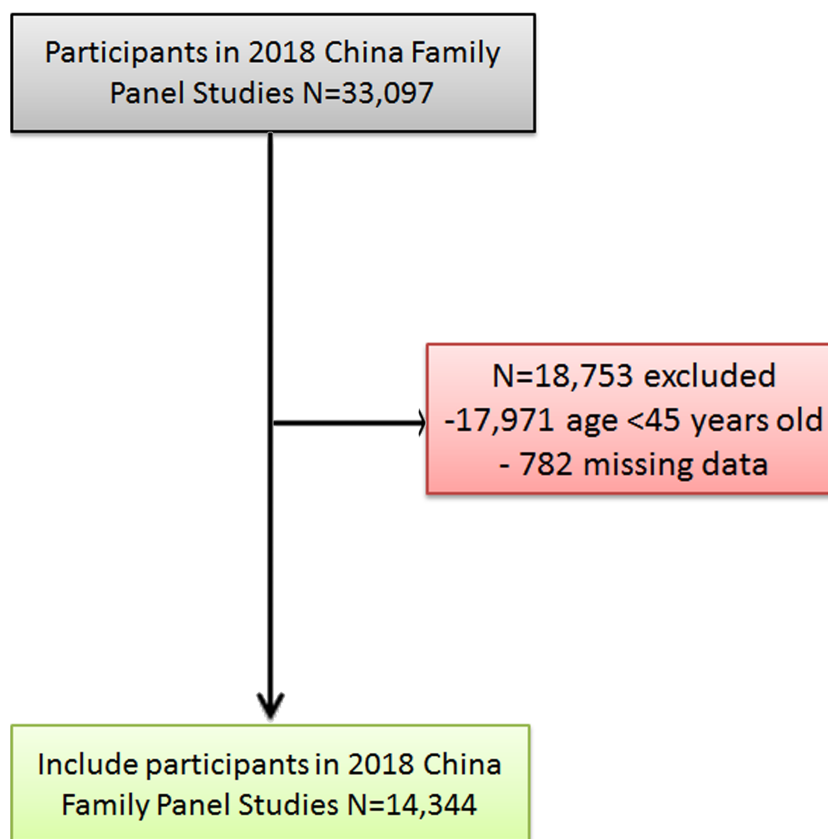 Participants in 2018 China Family
Panel Studies N=33,097
N=18,753 excluded
-17,971 age <45 years old
- 782 missing data
Include participants in 2018 China
Family Panel Studies N=14,344